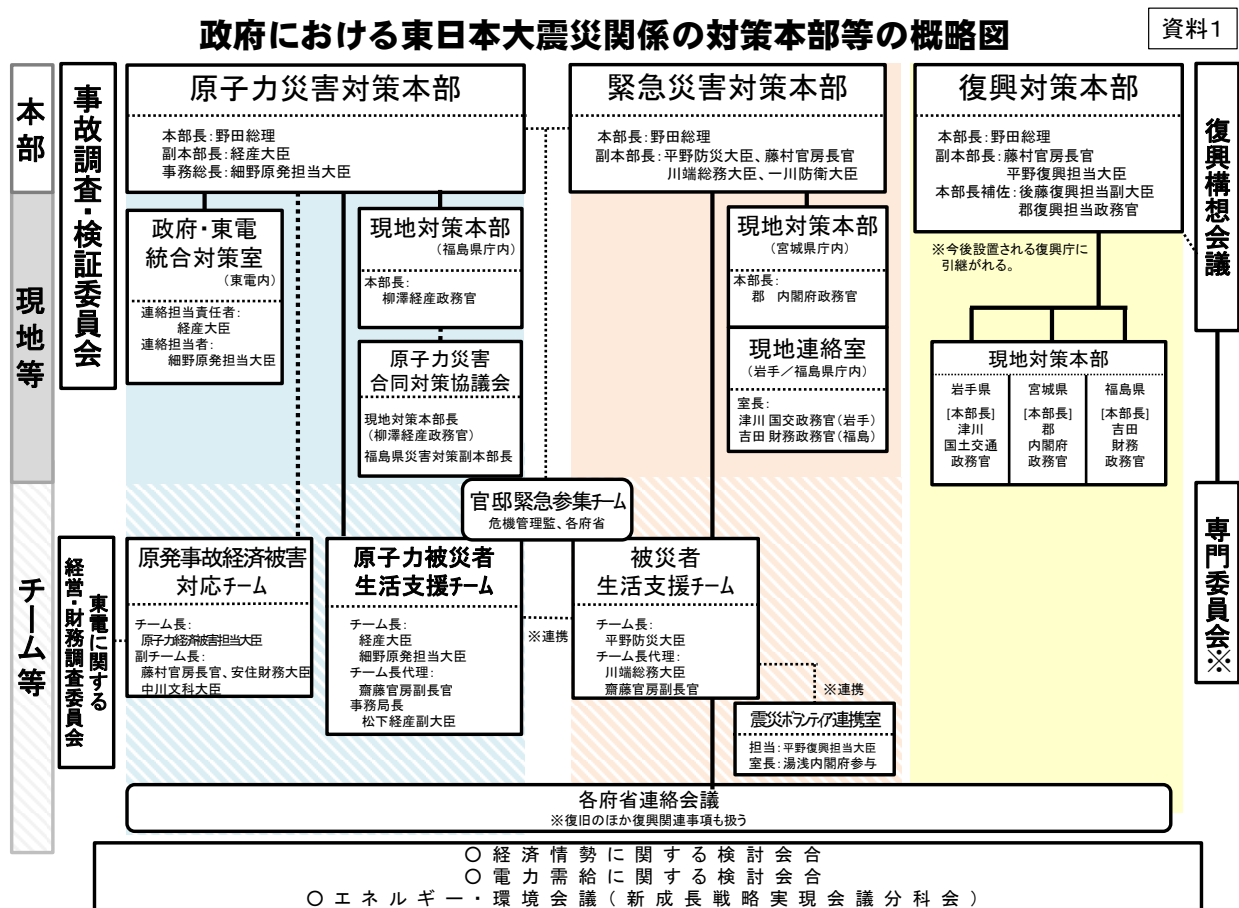 政府における東日本大震災関係の対策本部等の概略図
資料1
本部
現地等
チーム等
事故調査・検証委員会
東電に関する
経営・財務調査委員会
原子力災害対策本部
本部長：野田総理
副本部長：経産大臣
事務総長：細野原発担当大臣
政府・東電
統合対策室
（東電内）
連絡担当責任者：
経産大臣
連絡担当者：
細野原発担当大臣
現地対策本部
（福島県庁内）
本部長：
柳澤経産政務官
原子力災害
合同対策協議会
現地対策本部長
（柳澤経産政務官）
福島県災害対策副本部長
緊急災害対策本部
本部長：野田総理
副本部長：平野防災大臣、藤村官房長官
川端総務大臣、一川防衛大臣
現地対策本部
（宮城県庁内）
本部長：
郡　内閣府政務官
現地連絡室
（岩手／福島県庁内）
室長：
津川 国交政務官（岩手）
吉田 財務政務官（福島）
復興対策本部
本部長：野田総理
副本部長：藤村官房長官
平野復興担当大臣
本部長補佐：後藤復興担当副大臣
郡復興担当政務官
※今後設置される復興庁に
引継がれる。
現地対策本部
岩手県
[本部長]
津川
国土交通
政務官
宮城県
[本部長]
郡
内閣府
政務官
福島県
[本部長]
吉田
財務
政務官
復興構想会議
専門委員会※
官邸緊急参集チーム
危機管理監、各府省
原発事故経済被害
対応チーム
チーム長：
原子力経済被害担当大臣
副チーム長：
藤村官房長官、安住財務大臣
中川文科大臣
原子力被災者
生活支援チーム
チーム長：
経産大臣
細野原発担当大臣
チーム長代理：
齋藤官房副長官
事務局長
松下経産副大臣
※連携
被災者
生活支援チーム
チーム長：
平野防災大臣
チーム長代理：
川端総務大臣
齋藤官房副長官
※連携
震災ボランティア連携室
担当：平野復興担当大臣
室長：湯浅内閣府参与
各府省連絡会議
※復旧のほか復興関連事項も扱う
○経済情勢に関する検討会合
○電力需給に関する検討会合
○エネルギー・環境会議（新成長戦略実現会議分科会）